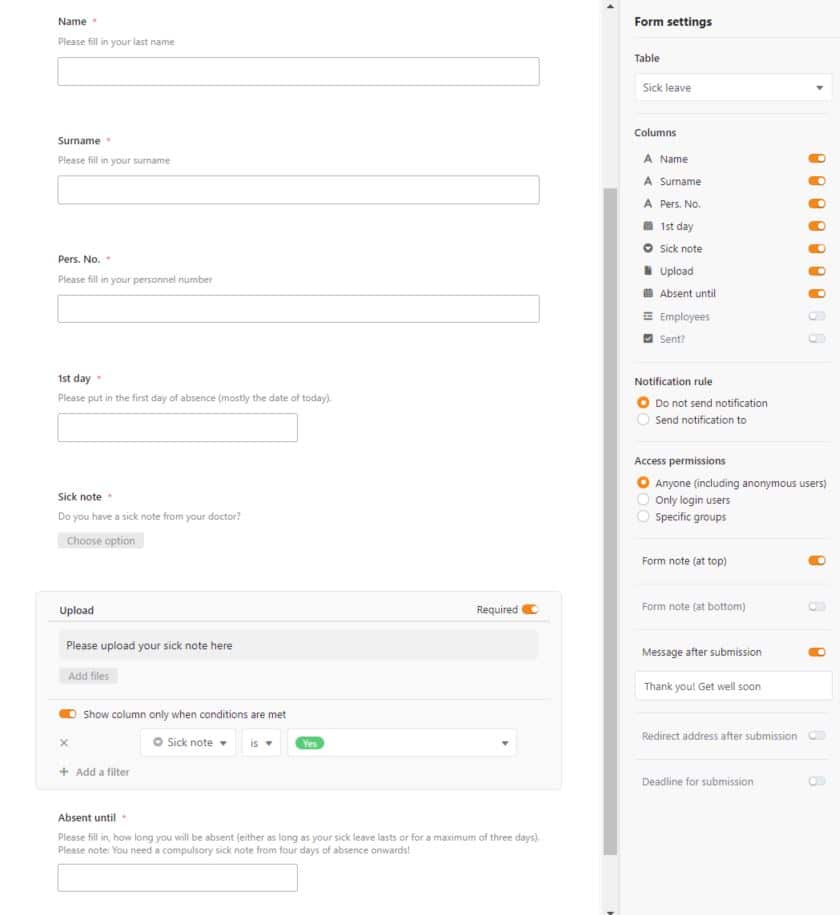 Name *
Please fill in your last name
Surname *
Please fill in your surname
Pers. No. *
Please fill in your personnel number
1st day *
Please put in the first day of absence (mostly the date of today).
Sick note *
Do you have a sick note from your doctor?
Choose option
Upload Required
Please upload your sick note here
Add files
Show column only when conditions are met
Sick note is Yes
Add a filter
Absent until *
Please fill in, how long you will be absent (either as long as your sick leave lasts or for a maximum of three days).
Please note: You need a compulsory sick note from four days of absence onwards!
Form settings
Table
Sick leave
Columns
Name
Surname
Pers. No.
1st day
Sick note
Upload
Absent until
Employees
Sent?
Notification rule
Do not send notification
Send notification to
Access permissions
Anyone (including anonymous users)
Only login users
Specific groups
Form note (at top)
Form note (at bottom)
Message after submission
Thank you! Get well soon
Redirect address after submission
Deadline for submission